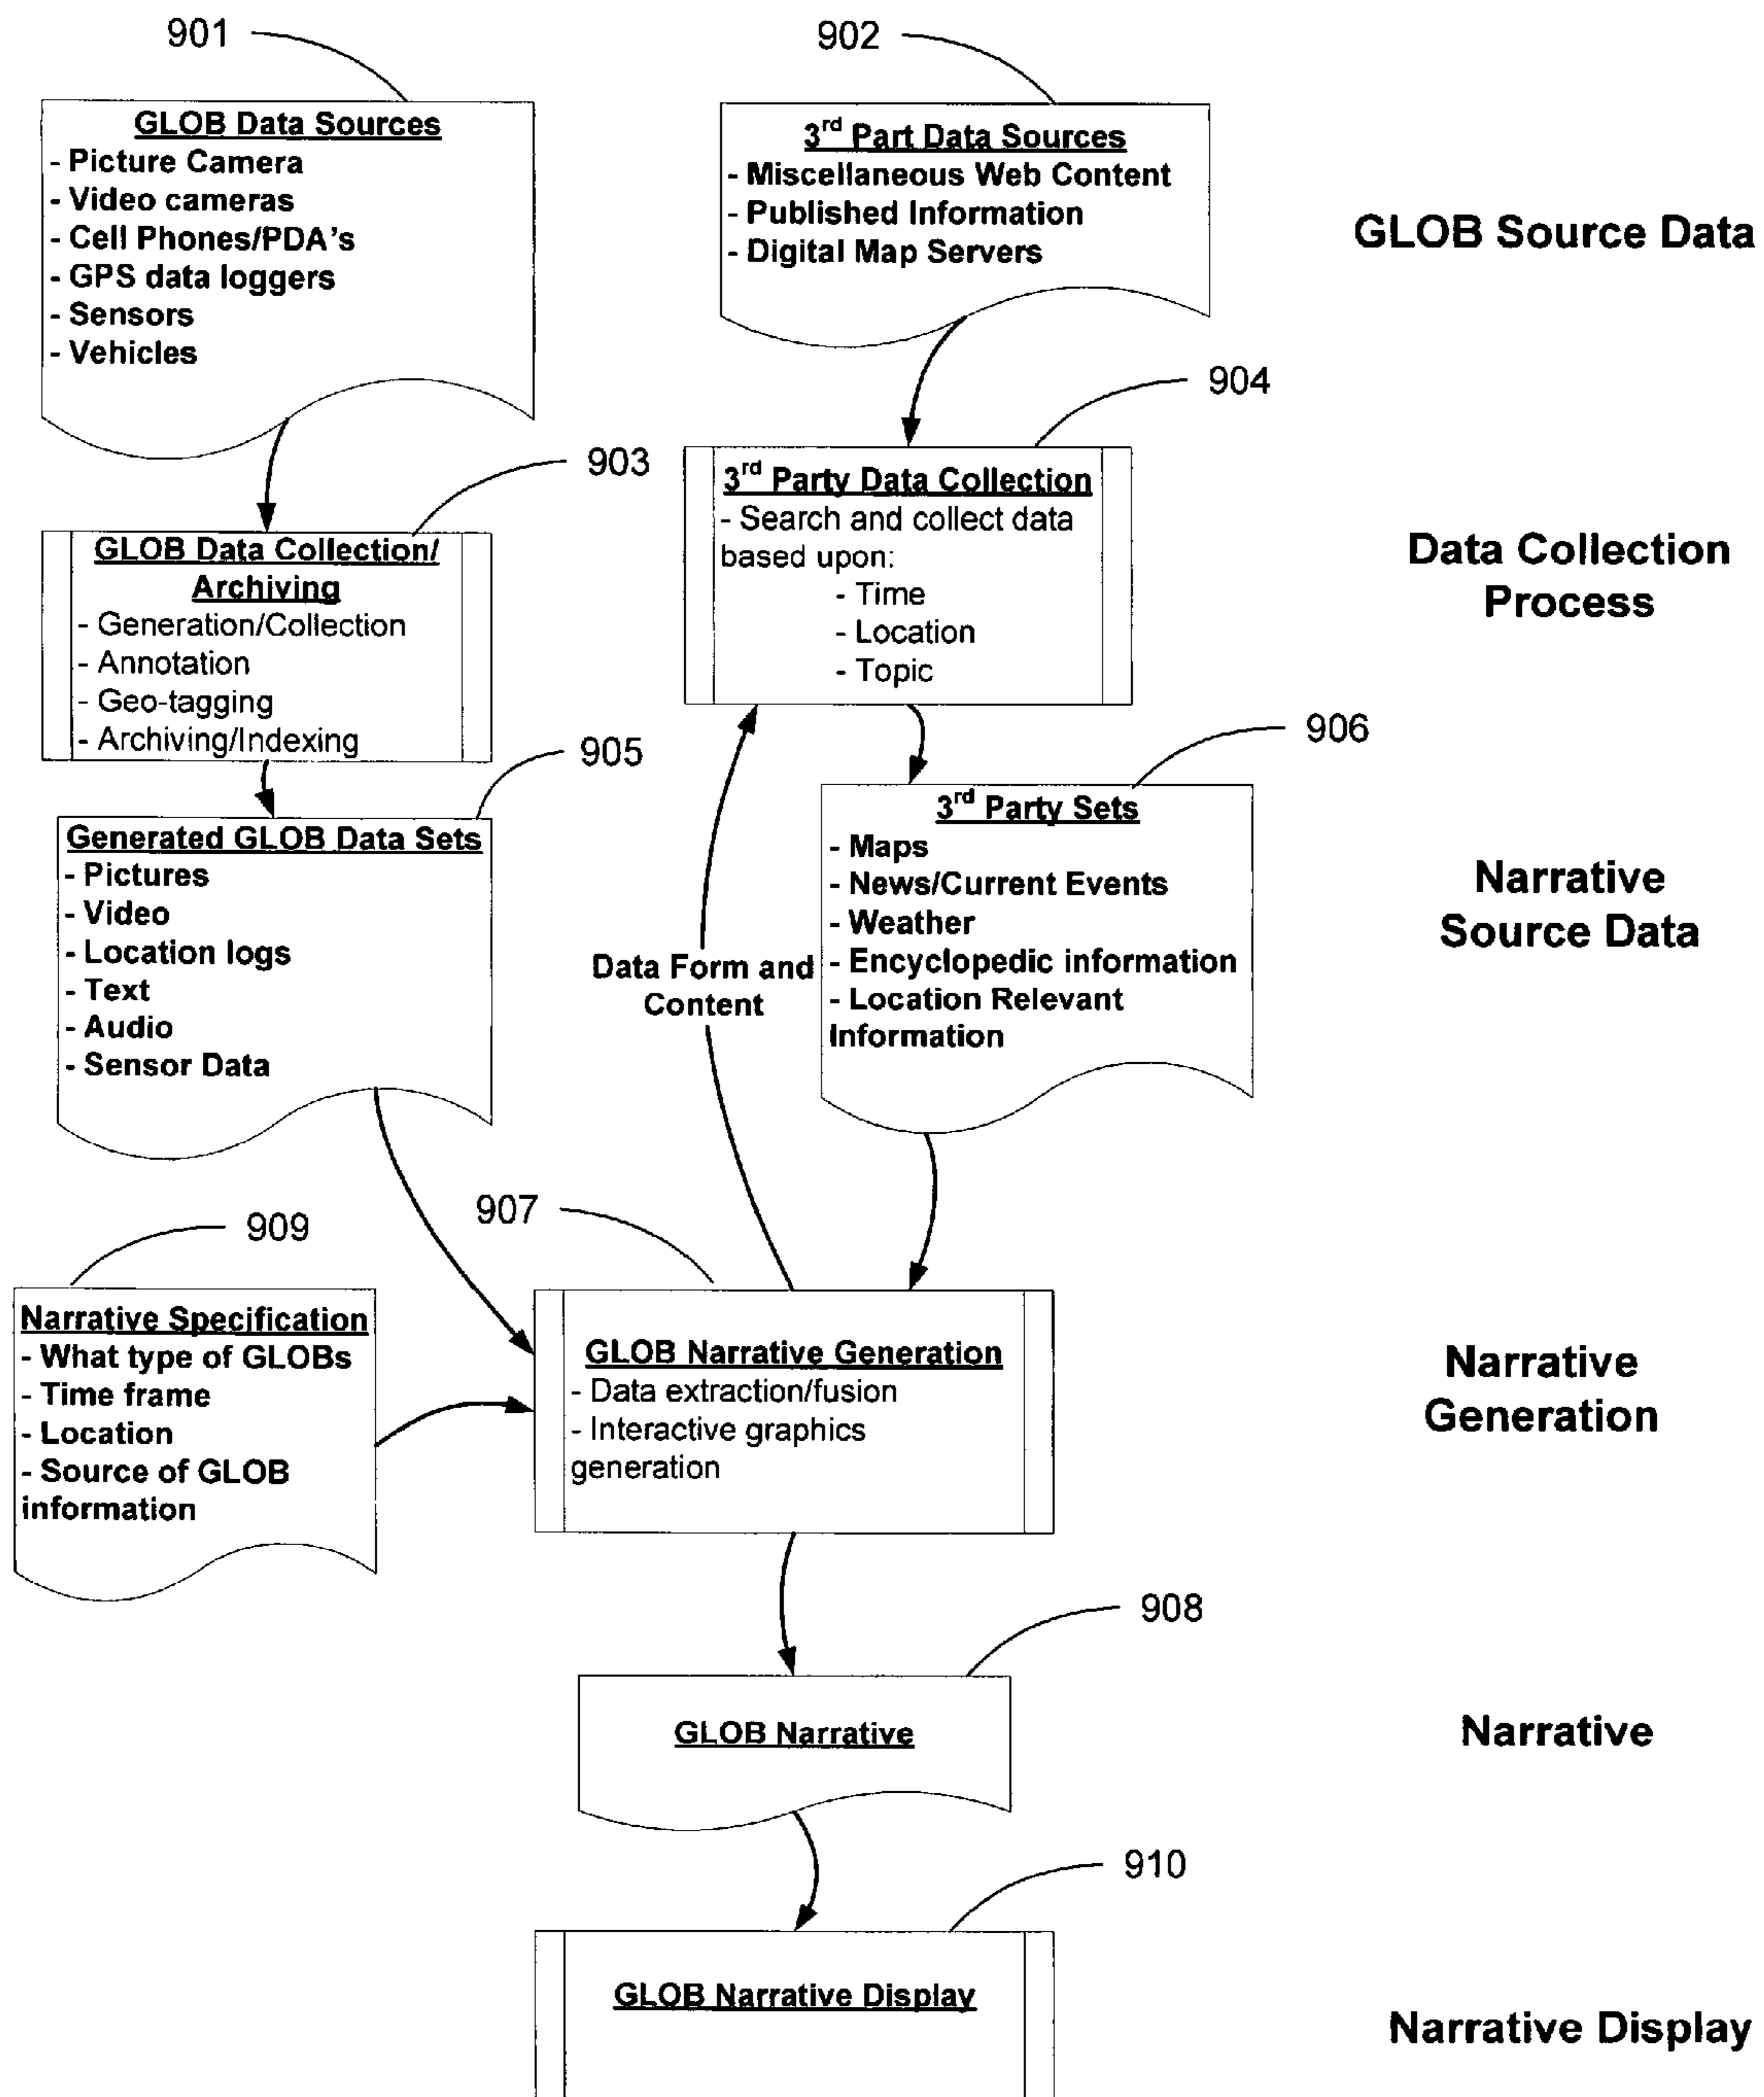 901
902
GLOB Data Sources
- Picture Camera
- Video cameras
- Cell Phones/PDA's
- GPS data loggers
- Sensors
- Vehicles
3rd Part Data Sources
- Miscellaneous Web Content
- Published Information
- Digital Map Servers
GLOB Source Data
903
904
GLOB Data Collection/
Archiving
- Generation/Collection
- Annotation
- Geo-tagging
- Archiving/Indexing
3rd Party Data Collection
- Search and collect data
based upon:
- Time
- Location
- Topic
Data Collection
Process
905
906
Generated GLOB Data Sets
- Pictures
- Video
- Location logs
- Text
- Audio
- Sensor Data
Data Form and
Content
3rd Party Sets
- Maps
- News/Current Events
- Weather
- Encyclopedic information
- Location Relevant
Information
Narrative
Source Data
909
907
Narrative Specification
- What type of GLOBs
- Time frame
- Location
- Source of GLOB
information
GLOB Narrative Generation
- Data extraction/fusion
- Interactive graphics
generation
Narrative
Generation
908
GLOB Narrative
Narrative
910
GLOB Narrative Display
Narrative Display